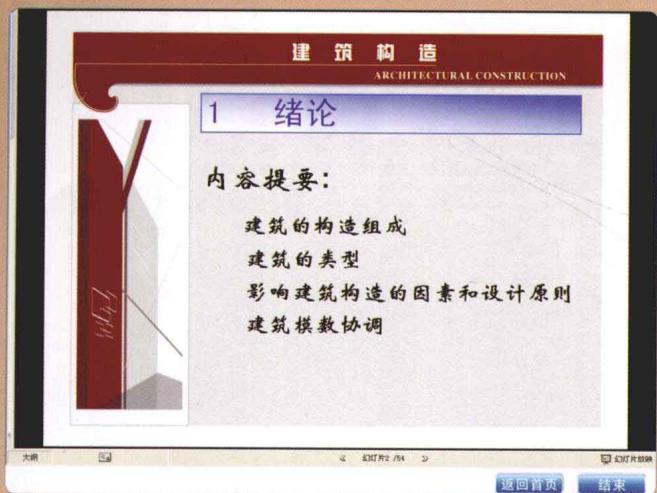 建筑构造
ARCHITECTURAL CONSTRUCTION
1 绪论
内容提要：
建筑的构造组成
建筑的类型
影响建筑构造的因素和设计原则
建筑模数协调
大纲
幻灯片2 /54
幻灯片放映
返回首页
结束